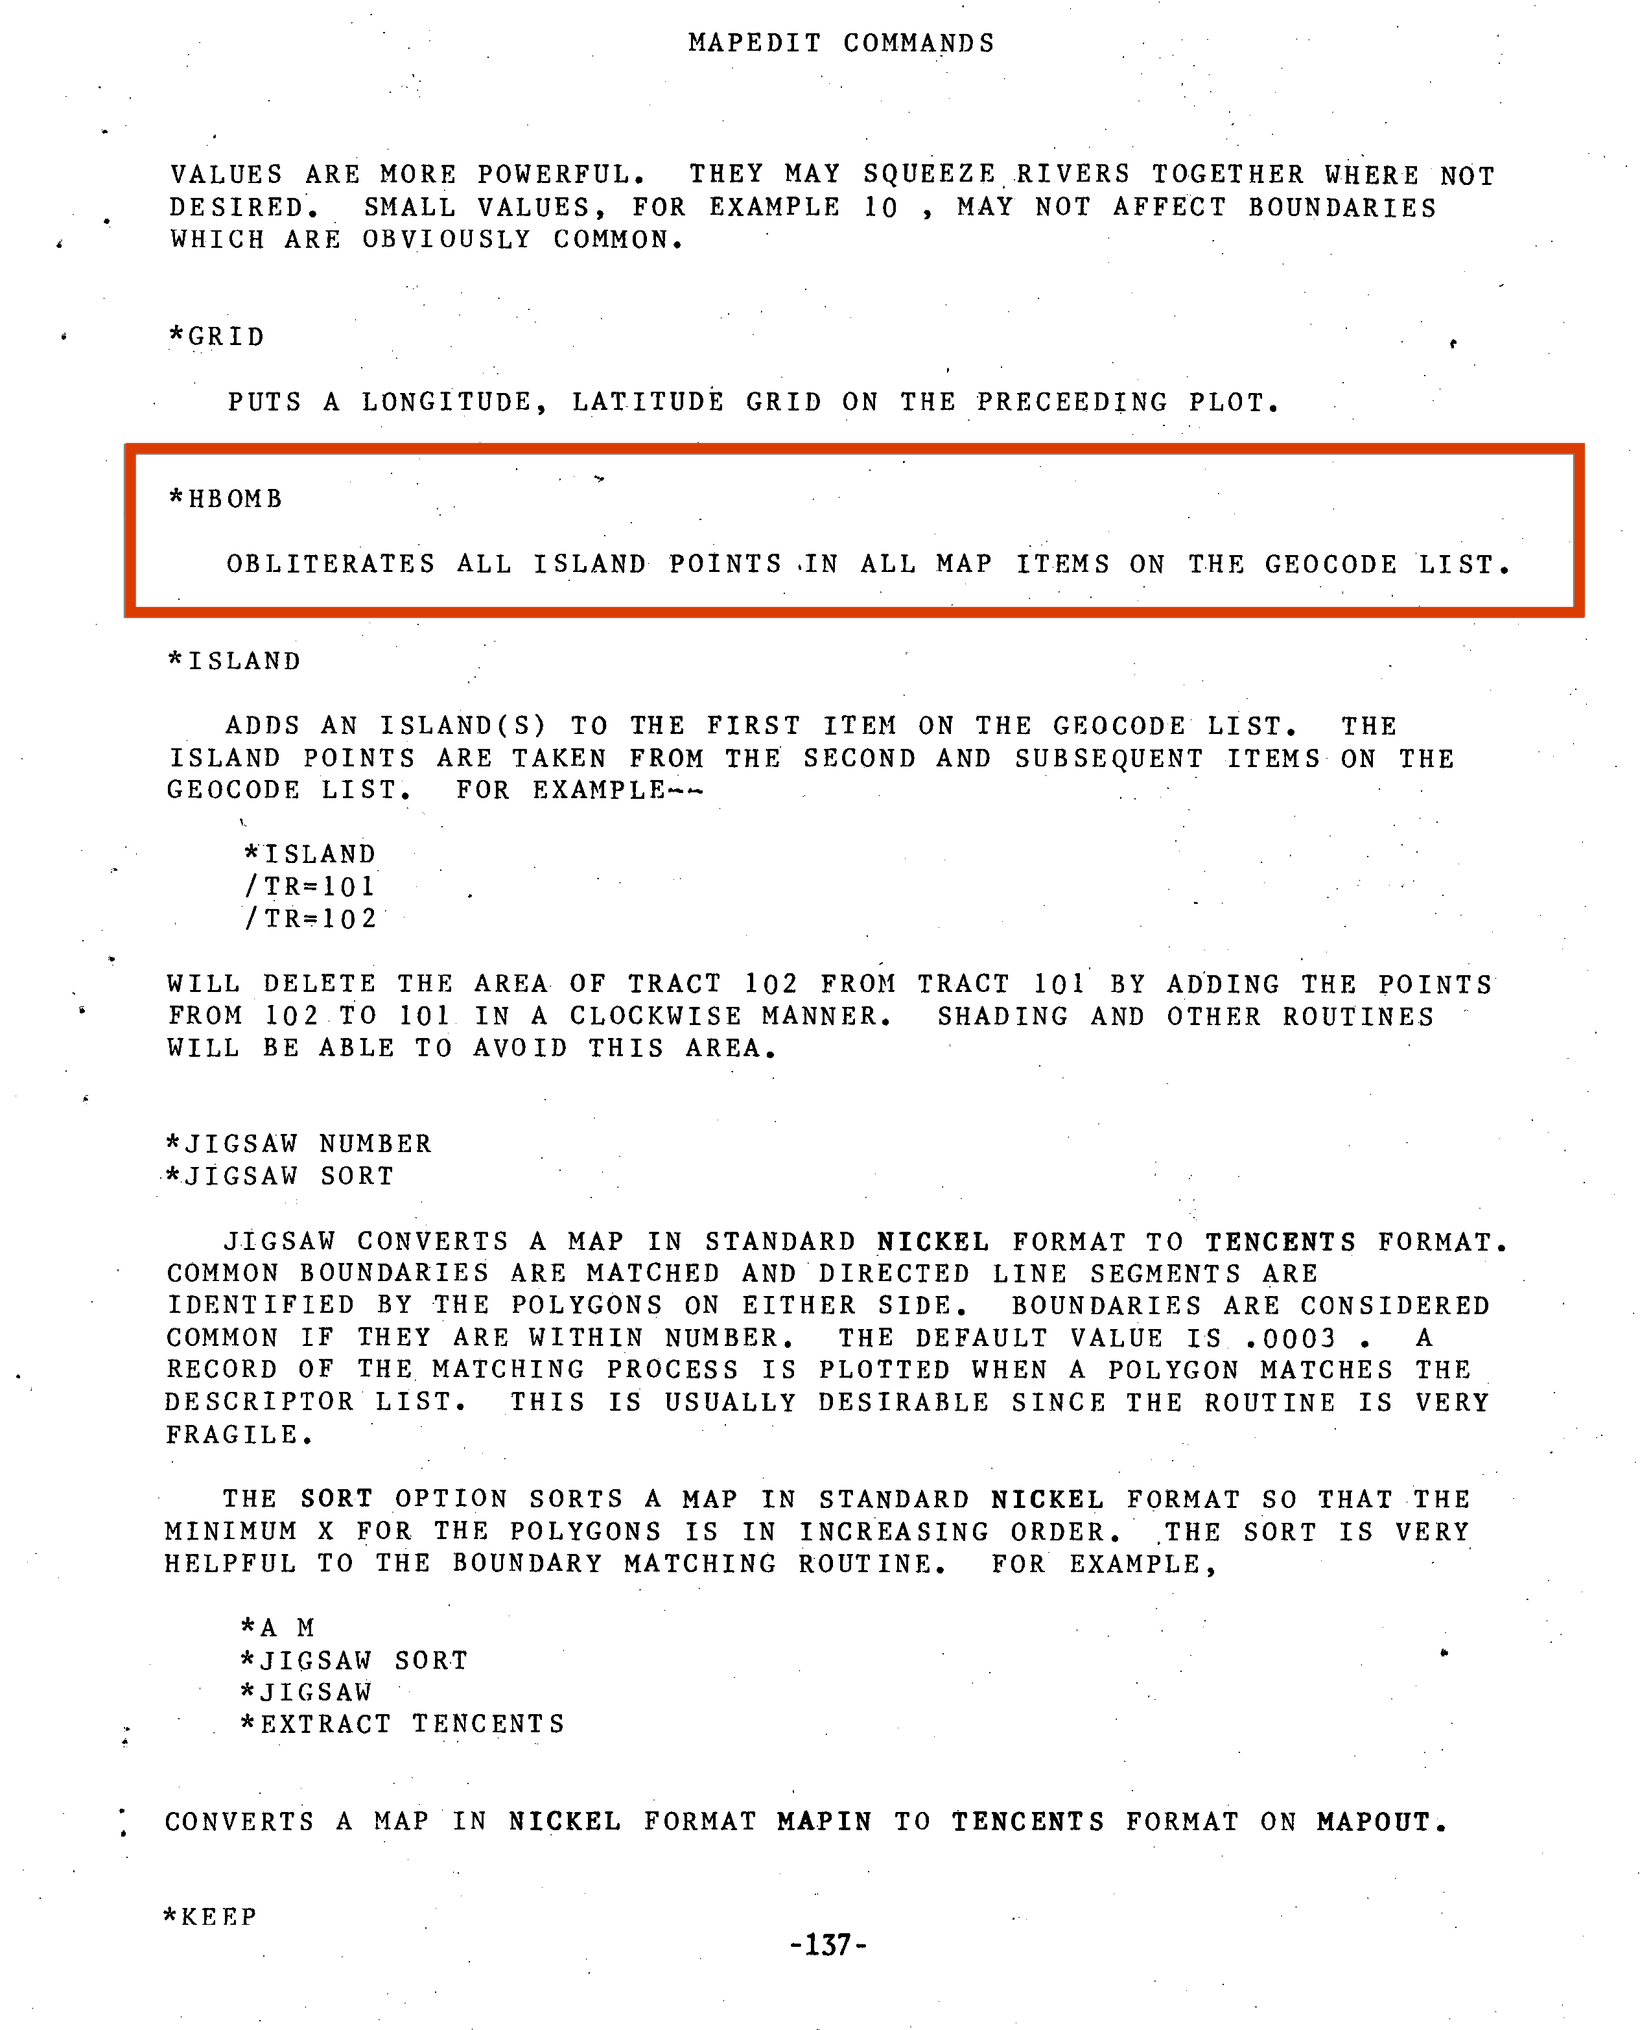 MAPEDIT COMMANDS
VALUES ARE MORE POWERFUL. THEY MAY SQUEEZE RIVERS TOGETHER WHERE NOT
DESIRED. SMALL VALUES, FOR EXAMPLE 10 , MAY NOT AFFECT BOUNDARIES
WHICH ARE OBVIOUSLY COMMON.
*GRID
PUTS A LONGITUDE, LATITUDE GRID ON THE PRECEEDING PLOT.
*HBOMB
OBLITERATES ALL ISLAND POINTS IN ALL MAP ITEMS ON THE GEOCODE LIST.
*ISLAND
ADDS AN ISLAND(S) TO THE FIRST ITEM ON THE GEOCODE LIST. THE
ISLAND POINTS ARE TAKEN FROM THE SECOND AND SUBSEQUENT ITEMS ON THE
GEOCODE LIST. FOR EXAMPLE--
*ISLAND
/TR=101
/TR=102
WILL DELETE THE AREA OF TRACT 102 FROM TRACT 101 BY ADDING THE POINTS
FROM 102 TO 101 IN A CLOCKWISE MANNER. SHADING AND OTHER ROUTINES
WILL BE ABLE TO AVOID THIS AREA.
*JIGSAW NUMBER
*JIGSAW SORT
JIGSAW CONVERTS A MAP IN STANDARD NICKEL FORMAT TO TENCENTS FORMAT.
COMMON BOUNDARIES ARE MATCHED AND DIRECTED LINE SEGMENTS ARE
IDENTIFIED BY THE POLYGONS ON EITHER SIDE. BOUNDARIES ARE CONSIDERED
COMMON IF THEY ARE WITHIN NUMBER. THE DEFAULT VALUE IS .0003 . A
RECORD OF THE MATCHING PROCESS IS PLOTTED WHEN A POLYGON MATCHES THE
DESCRIPTOR LIST. THIS IS USUALLY DESIRABLE SINCE THE ROUTINE IS VERY
FRAGILE.
THE SORT OPTION SORTS A MAP IN STANDARD NICKEL FORMAT SO THAT THE
MINIMUM X FOR THE POLYGONS IS IN INCREASING ORDER. THE SORT IS VERY
HELPFUL TO THE BOUNDARY MATCHING ROUTINE. FOR EXAMPLE,
*A M
*JIGSAW SORT
*JIGSAW
*EXTRACT TENCENTS
CONVERTS A MAP IN NICKEL FORMAT MAPIN TO TENCENTS FORMAT ON MAPOUT.
*KEEP
-137-